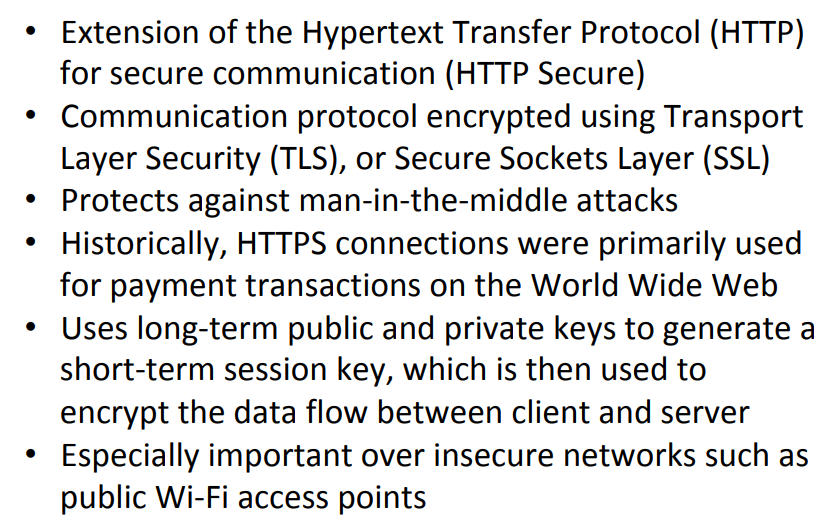 • Extension of the Hypertext Transfer Protocol (HTTP)
for secure communication (HTTP Secure)
• Communication protocol encrypted using Transport
Layer Security (TLS), or Secure Sockets Layer (SSL)
• Protects against man-in-the-middle attacks
• Historically, HTTPS connections were primarily used
for payment transactions on the World Wide Web
• Uses long-term public and private keys to generate a
short-term session key, which is then used to
encrypt the data flow between client and server
• Especially important over insecure networks such as
public Wi-Fi access points